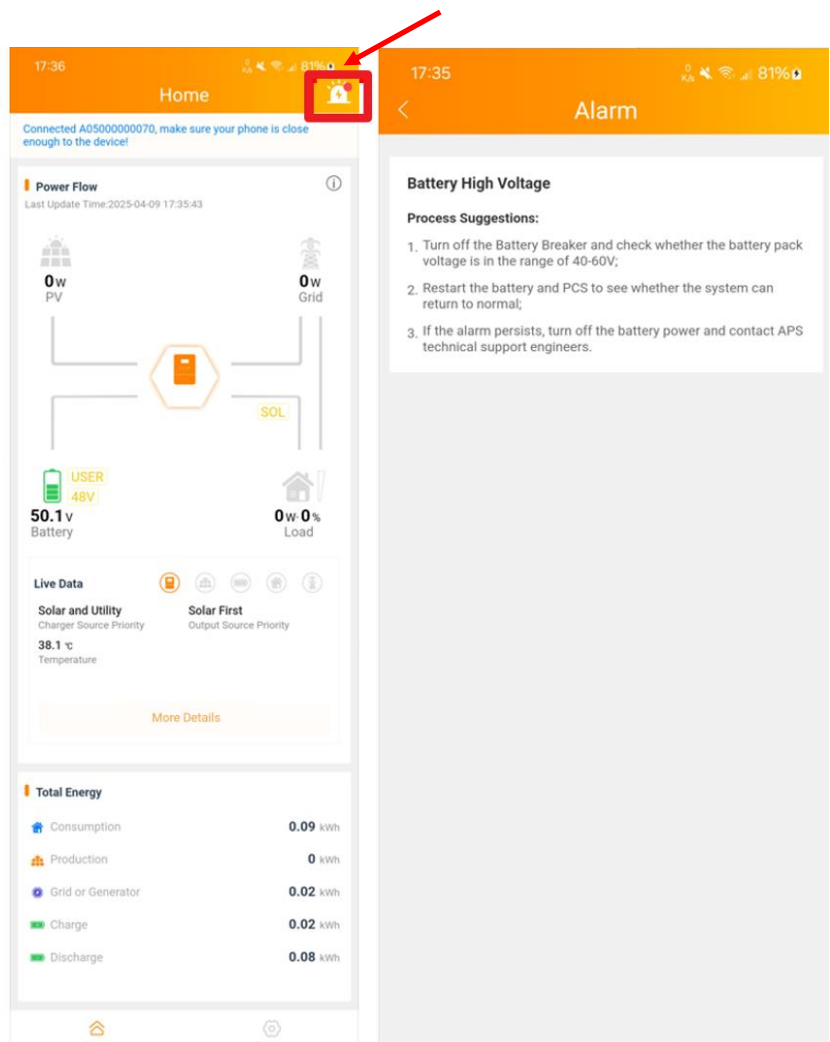 17:36
0 K/s 81%
Home
Connected A05000000070, make sure your phone is close
enough to the device!
Power Flow
Last Update Time:2025-04-09 17:35:43
0 W
PV
0 W
Grid
SOL
USER
48V
50.1 V
Battery
0 W· 0 %
Load
Live Data
Solar and Utility
Charger Source Priority
Solar First
Output Source Priority
38.1 ℃
Temperature
More Details
Total Energy
Consumption 0.09 kWh
Production 0 kWh
Grid or Generator 0.02 kWh
Charge 0.02 kWh
Discharge 0.08 kWh
17:35
0 K/s 81%
Alarm
Battery High Voltage
Process Suggestions:
1. Turn off the Battery Breaker and check whether the battery pack
voltage is in the range of 40-60V;
2. Restart the battery and PCS to see whether the system can
return to normal;
3. If the alarm persists, turn off the battery power and contact APS
technical support engineers.